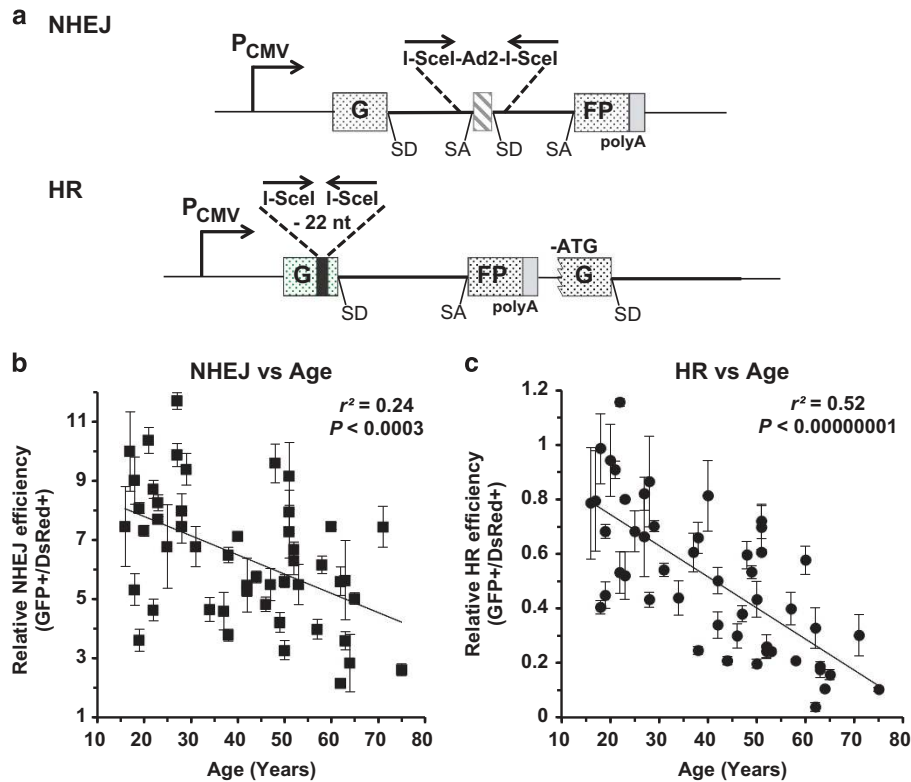 a
NHEJ
P_CMV
I-SceI-Ad2-I-SceI
G
FP
SD
SA
SD
SA
polyA
HR
P_CMV
I-SceI I-SceI
- 22 nt
-ATG
G
FP
G
SD
SA
polyA
SD
b
NHEJ vs Age
r² = 0.24
P < 0.0003
Relative NHEJ efficiency
(GFP+/DsRed+)
11
9
7
5
3
1
10 20 30 40 50 60 70 80
Age (Years)
c
HR vs Age
r² = 0.52
P < 0.00000001
Relative HR efficiency
(GFP+/DsRed+)
1.2
1
0.8
0.6
0.4
0.2
0
10 20 30 40 50 60 70 80
Age (Years)